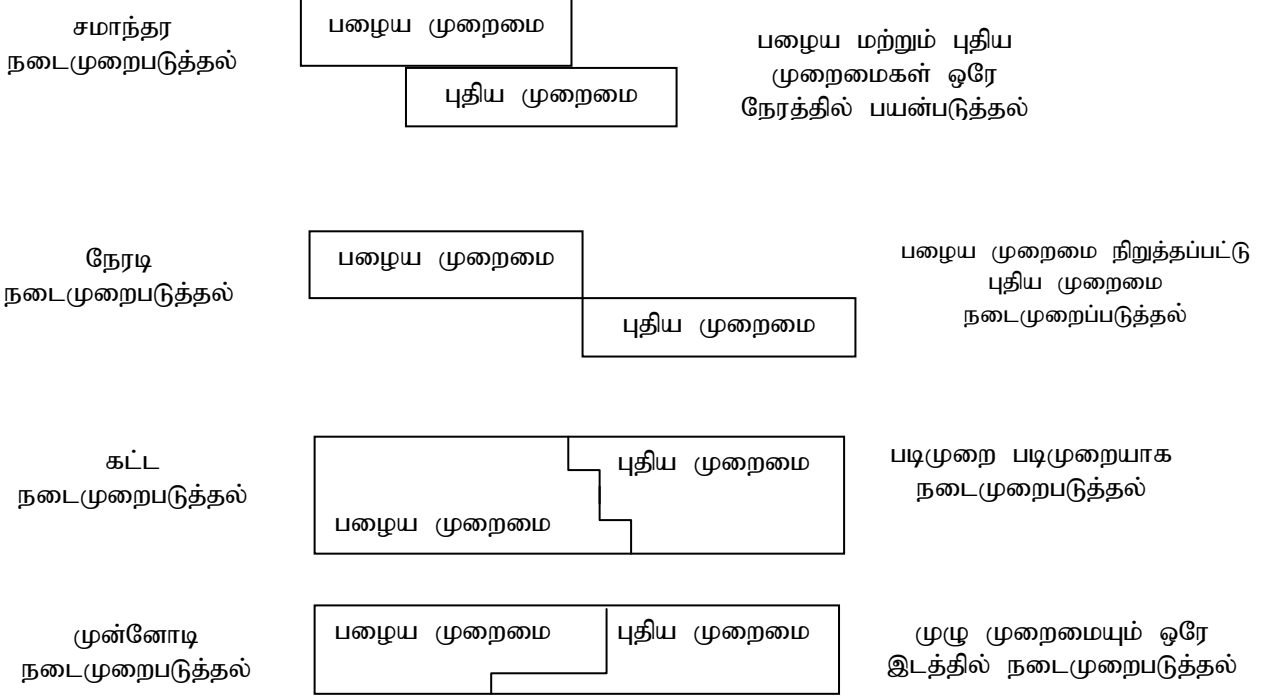 சமாந்தர
நடைமுறைபடுத்தல்
பழைய முறைமை
புதிய முறைமை
பழைய மற்றும் புதிய
முறைமைகள் ஒரே
நேரத்தில் பயன்படுத்தல்
நேரடி
நடைமுறைபடுத்தல்
பழைய முறைமை
புதிய முறைமை
பழைய முறைமை நிறுத்தப்பட்டு
புதிய முறைமை
நடைமுறைப்படுத்தல்
கட்ட
நடைமுறைபடுத்தல்
புதிய முறைமை
பழைய முறைமை
படிமுறை படிமுறையாக
நடைமுறைபடுத்தல்
முன்னோடி
நடைமுறைபடுத்தல்
பழைய முறைமை
புதிய முறைமை
முழு முறைமையும் ஒரே
இடத்தில் நடைமுறைபடுத்தல்